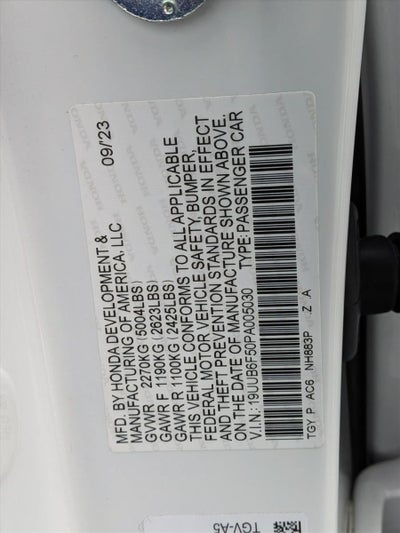 MFD. BY HONDA DEVELOPMENT & 09/23
MANUFACTURING OF AMERICA, LLC
GVWR 2270KG (5004LBS)
GAWR F 1190KG (2623LBS)
GAWR R 1100KG (2425LBS)
THIS VEHICLE CONFORMS TO ALL APPLICABLE
FEDERAL MOTOR VEHICLE SAFETY, BUMPER,
AND THEFT PREVENTION STANDARDS IN EFFECT
ON THE DATE OF MANUFACTURE SHOWN ABOVE.
V.I.N.: 19UUB6F50PA005030 TYPE: PASSENGER CAR
TGY P AC6 NH883P Z A
TGV-A5
HONDA